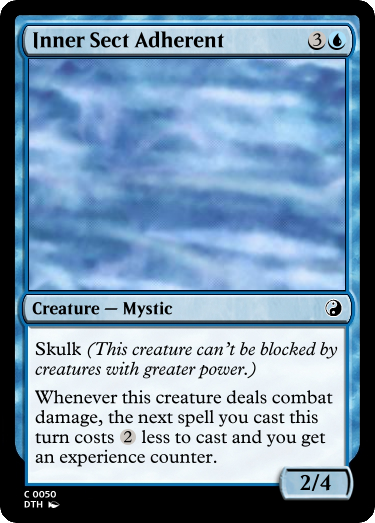 Inner Sect Adherent 3
Creature — Mystic
Skulk (This creature can't be blocked by
creatures with greater power.)
Whenever this creature deals combat
damage, the next spell you cast this
turn costs 2 less to cast and you get
an experience counter.
2/4
C 0050
DTH